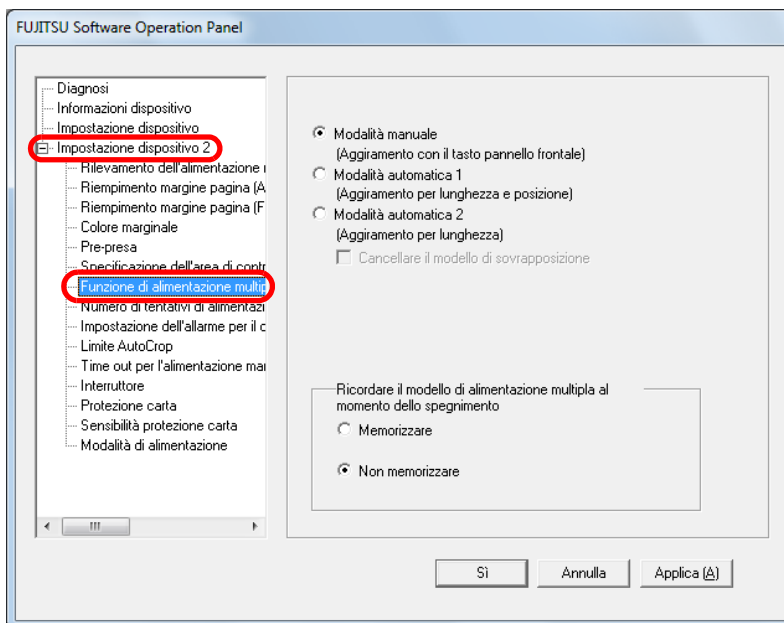 FUJITSU Software Operation Panel
Diagnosi
Informazioni dispositivo
Impostazione dispositivo
Impostazione dispositivo 2
Rilevamento dell'alimentazione
Riempimento margine pagina (A
Riempimento margine pagina (F
Colore marginale
Pre-presa
Specificazione dell'area di contr
Funzione di alimentazione multip
Numero di tentativi di alimentazi
Impostazione dell'allarme per il c
Limite AutoCrop
Time out per l'alimentazione mar
Interruttore
Protezione carta
Sensibilità protezione carta
Modalità di alimentazione
Modalità manuale
(Aggiramento con il tasto pannello frontale)
Modalità automatica 1
(Aggiramento per lunghezza e posizione)
Modalità automatica 2
(Aggiramento per lunghezza)
Cancellare il modello di sovrapposizione
Ricordare il modello di alimentazione multipla al
momento dello spegnimento
Memorizzare
Non memorizzare
Sì
Annulla
Applica (A)